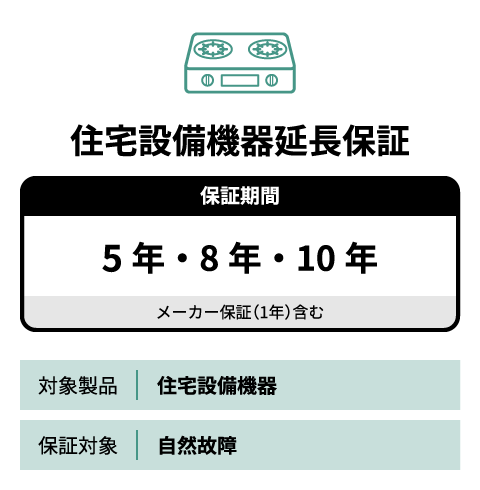 住宅設備機器延長保証
保証期間
5年・8年・10年
メーカー保証(1年)含む
対象製品 住宅設備機器
保証対象 自然故障